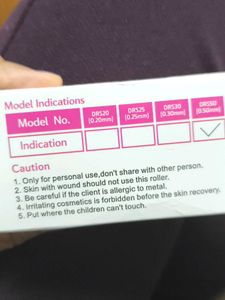 Model Indications
Model No. DRS20 DRS25 DRS30 DRS50
(0.20mm) (0.25mm) (0.30mm) (0.50mm)
Indication
Caution
1. Only for personal use,don't share with other person.
2. Skin with wound should not use this roller.
3. Be careful if the client is allergic to metal.
4. Irritating cosmetics is forbidden before the skin recovery.
5. Put where the children can't touch.